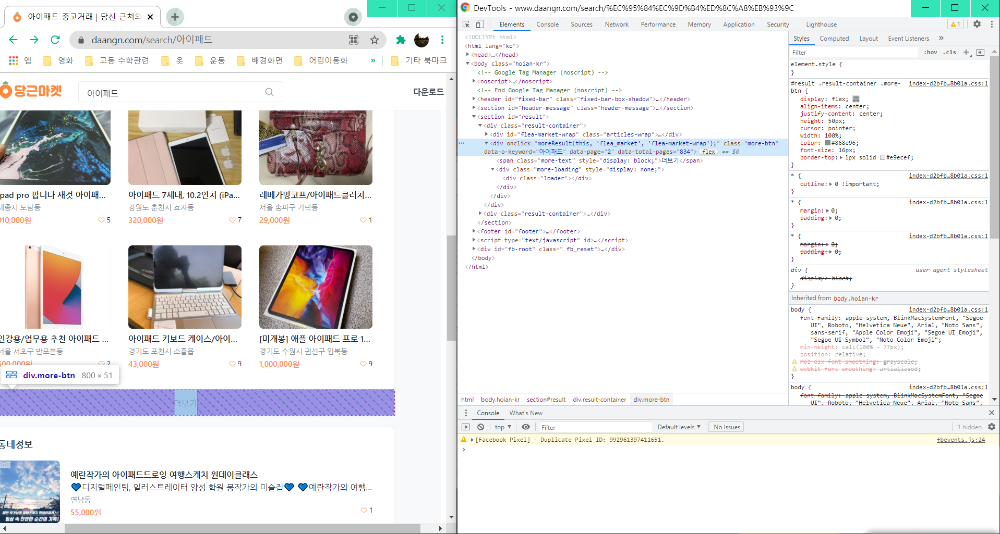 아이패드 중고거래 | 당신 근처의
DevTools - www.daangn.com/search/%EC%95%84%EC%9D%B4%ED%8C%A8%EB%93%9C
daangn.com/search/아이패드
앱 영화 고등 수학관련 옷 운동 배경화면 어린이동화 » 기타 북마크
당근마켓
아이패드
다운로드
pad pro 팝니다 새것 아이패...
세종시 도담동
910,000원 5
아이패드 7세대, 10.2인치 (iPa...
강원도 춘천시 효자동
320,000원 7
레베카밍코프/아이패드클러치...
서울 송파구 가락동
29,000원 1
인강용/업무용 추천 아이패드 ...
서울 서초구 반포본동
500,000원 2
아이패드 키보드 케이스/아이...
경기도 포천시 소흘읍
43,000원 9
[미개봉] 애플 아이패드 프로 1...
경기도 수원시 권선구 입북동
1,000,000원 9
div.more-btn 800 × 51
더보기
동네정보
예란작가의 아이패드드로잉 여행스케치 원데이클래스
💙디지털페인팅, 일러스트레이터 양성 학원 뭉작가의 미술집💙 💙예란작가의 여행...
연남동
55,000원 1
일상 속 찬란한 순간의 기록!
Elements Console Sources Network Performance Memory Application Security Lighthouse 1
<!DOCTYPE html>
<html lang="ko">
<head>…</head>
<body class="hoian-kr">
<!-- Google Tag Manager (noscript) -->
<noscript>…</noscript>
<!-- End Google Tag Manager (noscript) -->
<header id="fixed-bar" class="fixed-bar-box-shadow">…</header>
<section id="header-message" class="header-message">…</section>
<section id="result">
<div class="result-container">
<div id="flea-market-wrap" class="articles-wrap">…</div>
<div onclick="moreResult(this, 'flea_market', 'flea-market-wrap');" class="more-btn"
data-o-keyword="아이패드" data-page="2" data-total-pages="834"> flex == $0
<span class="more-text" style="display: block;">더보기</span>
<div class="more-loading" style="display: none;">
<div class="loader"></div>
</div>
</div>
</div>
<div class="result-container">…</div>
</section>
<footer id="footer">…</footer>
<script type="text/javascript" id>…</script>
<div id="fb-root" class=" fb_reset">…</div>
</body>
</html>
html body.hoian-kr section#result div.result-container div.more-btn
Styles Computed Layout Event Listeners »
Filter :hov .cls +
element.style {
}
#result .result-container .more- index-d2bfb…8b01a.css:1
btn {
display: flex;
align-items: center;
justify-content: center;
height: 50px;
cursor: pointer;
width: 100%;
color: #868e96;
font-size: 16px;
border-top: 1px solid #e9ecef;
}
* { index-d2bfb…8b01a.css:1
outline: 0 !important;
}
* { index-d2bfb…8b01a.css:1
margin: 0;
padding: 0;
}
* { index-d2bfb…8b01a.css:1
margin: 0;
padding: 0;
}
div { user agent stylesheet
display: block;
}
Inherited from body.hoian-kr
body { index-d2bfb…8b01a.css:1
font-family: apple-system, BlinkMacSystemFont, "Segoe
UI", Roboto, "Helvetica Neue", Arial, "Noto Sans",
sans-serif, "Apple Color Emoji", "Segoe UI Emoji",
"Segoe UI Symbol", "Noto Color Emoji";
min-height: calc(100% - 77px);
position: relative;
moz-osx-font-smoothing: grayscale;
webkit-font-smoothing: antialiased;
}
body { index-d2bfb…8b01a.css:1
font-family: apple-system, BlinkMacSystemFont, "Segoe
UI", Roboto, "Helvetica Neue", Arial, "Noto Sans",
Console What's New
top Filter Default levels No Issues 1 hidden
[Facebook Pixel] - Duplicate Pixel ID: 992961397411651. fbevents.js:24